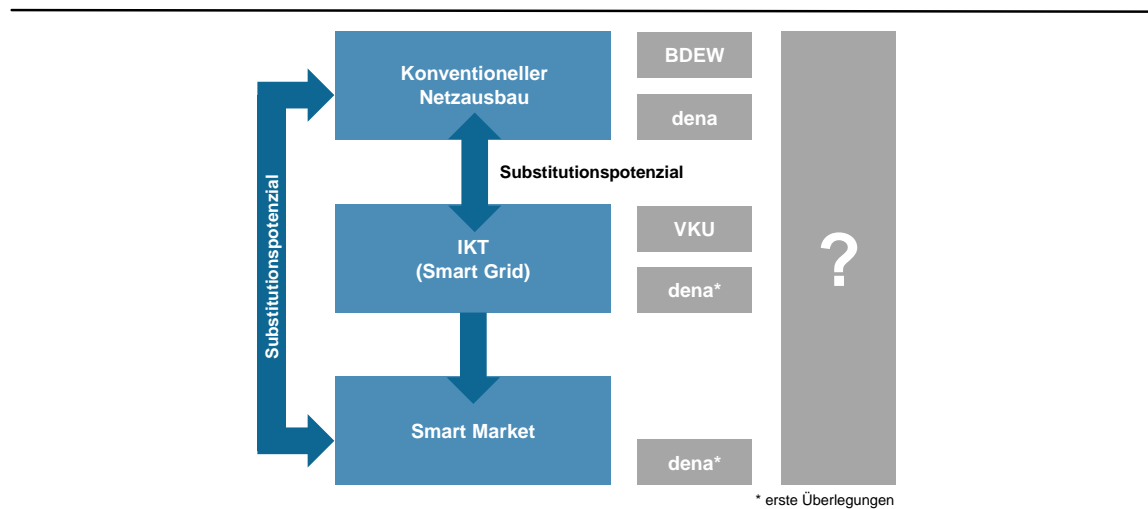 Konventioneller
Netzausbau
BDEW
dena
Substitutionspotenzial
Substitutionspotenzial
IKT
(Smart Grid)
VKU
dena*
?
Smart Market
dena*
* erste Überlegungen